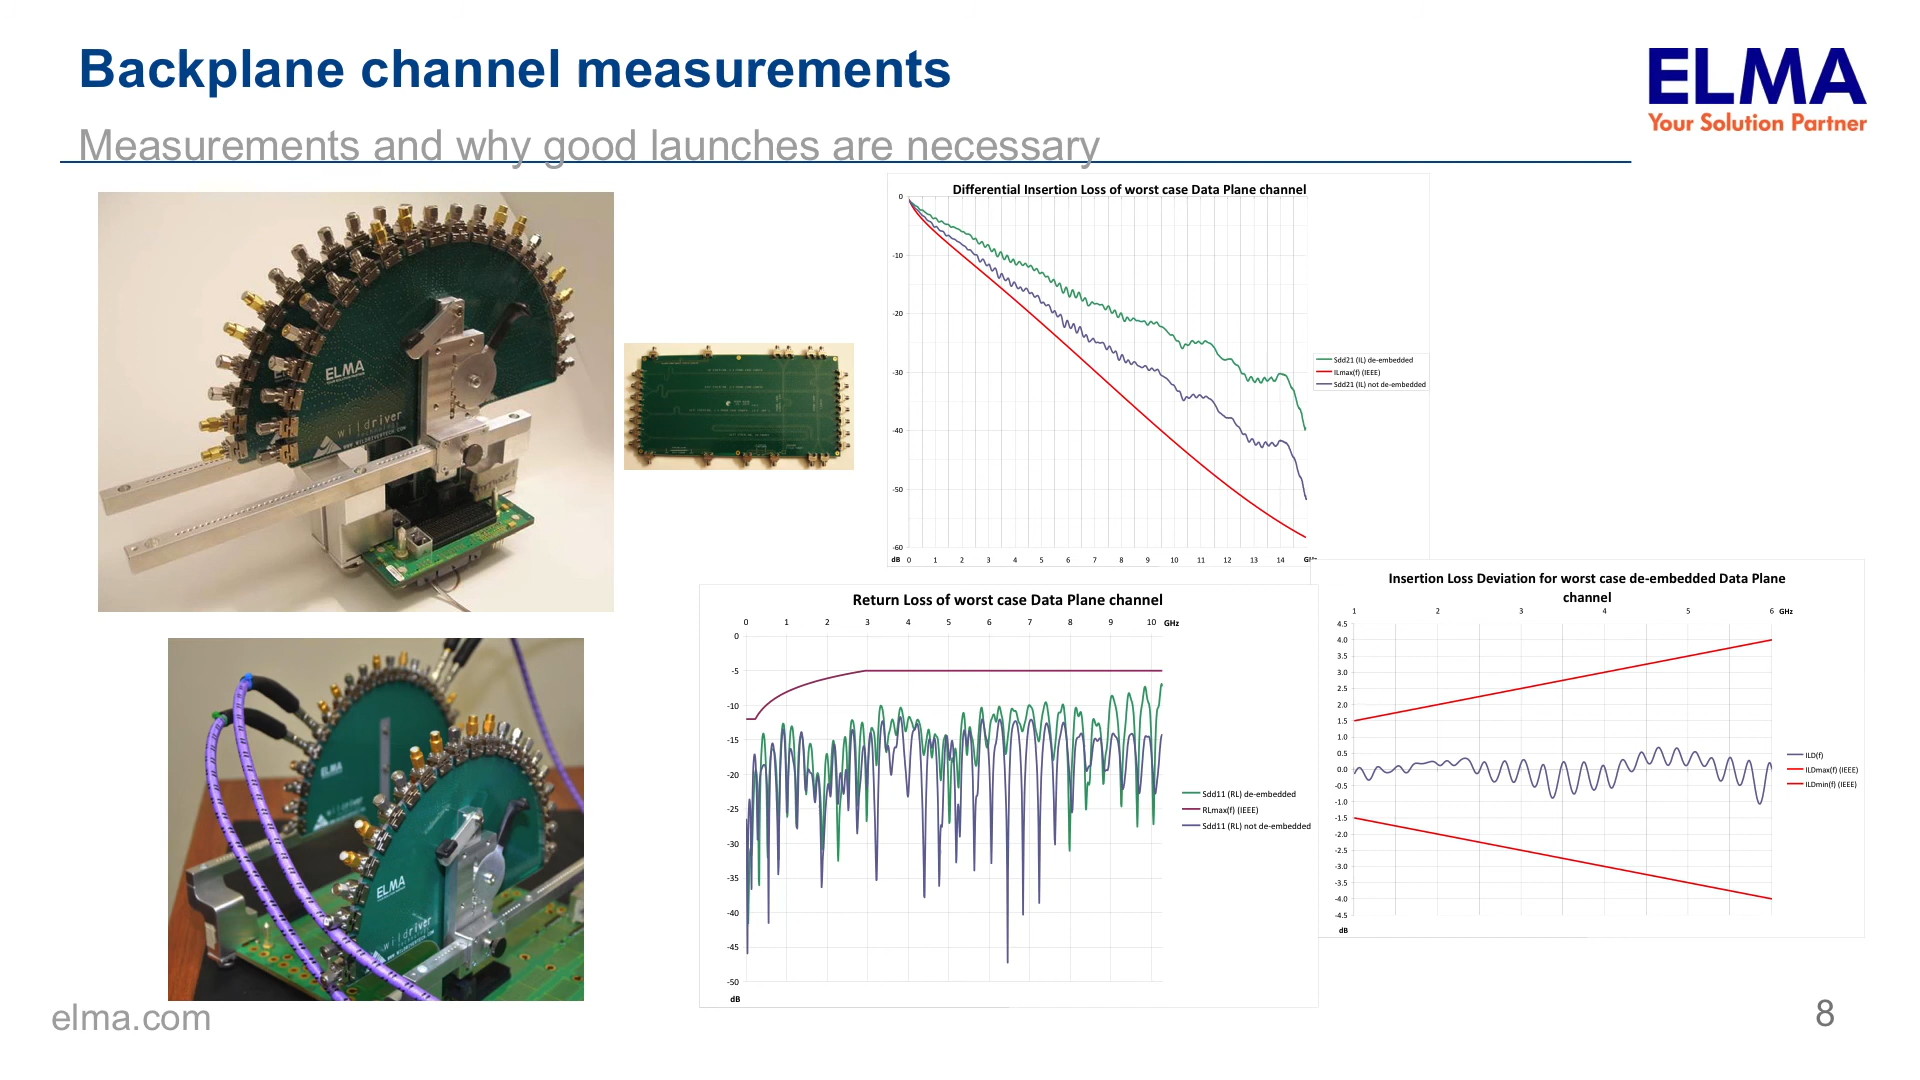 Backplane channel measurements
ELMA
Your Solution Partner
Measurements and why good launches are necessary
ELMA
wildriver
WWW.WILDRIVERTECH.COM
Differential Insertion Loss of worst case Data Plane channel
0
-10
-20
-30
-40
-50
-60
dB 0 1 2 3 4 5 6 7 8 9 10 11 12 13 14
Sdd21 (IL) de-embedded
ILmax(f) (IEEE)
Sdd21 (IL) not de-embedded
Return Loss of worst case Data Plane channel
0 1 2 3 4 5 6 7 8 9 10 GHz
0
-5
-10
-15
-20
-25
-30
-35
-40
-45
-50
dB
Sdd11 (RL) de-embedded
RLmax(f) (IEEE)
Sdd11 (RL) not de-embedded
Insertion Loss Deviation for worst case de-embedded Data Plane
channel
1 2 3 4 5 6 GHz
4.5
4.0
3.5
3.0
2.5
2.0
1.5
1.0
0.5
0.0
-0.5
-1.0
-1.5
-2.0
-2.5
-3.0
-3.5
-4.0
-4.5
dB
ILD(f)
ILDmax(f) (IEEE)
ILDmin(f) (IEEE)
ELMA
ELMA
wildriver
elma.com
8